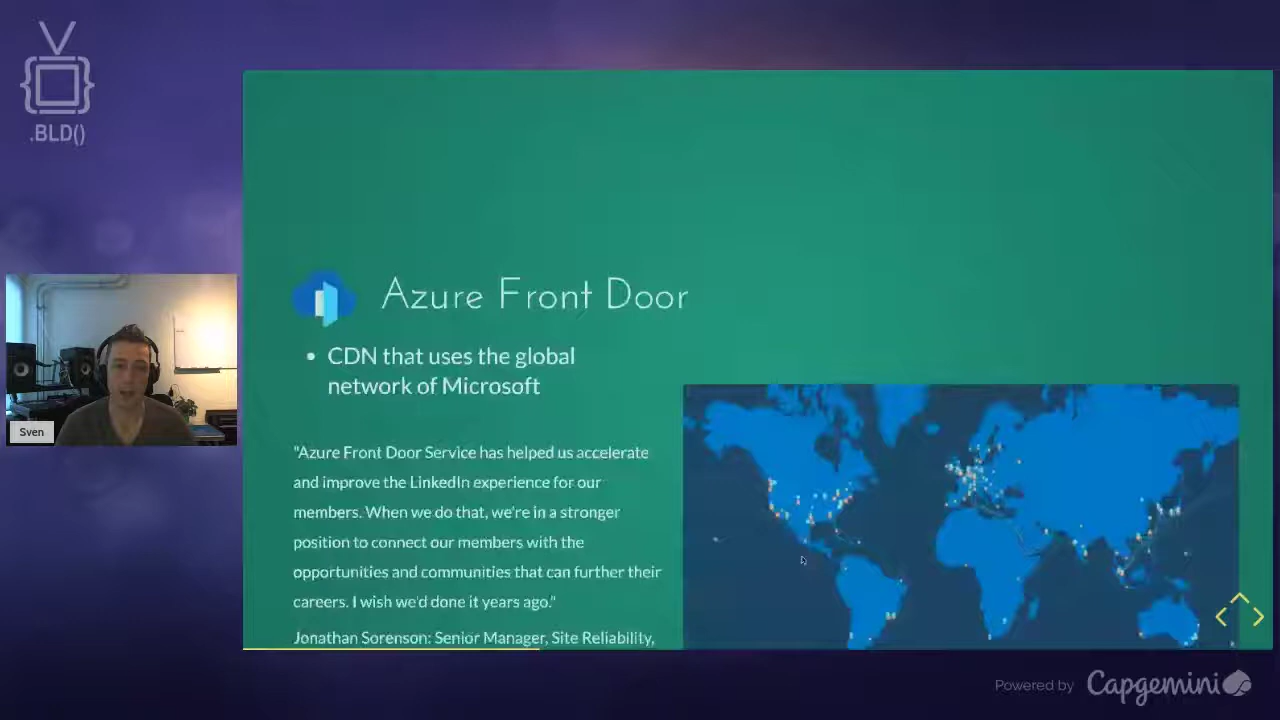 .BLD()
Azure Front Door
• CDN that uses the global
network of Microsoft
"Azure Front Door Service has helped us accelerate
and improve the LinkedIn experience for our
members. When we do that, we're in a stronger
position to connect our members with the
opportunities and communities that can further their
careers. I wish we'd done it years ago."
Jonathan Sorenson: Senior Manager, Site Reliability,
Sven
Powered by Capgemini